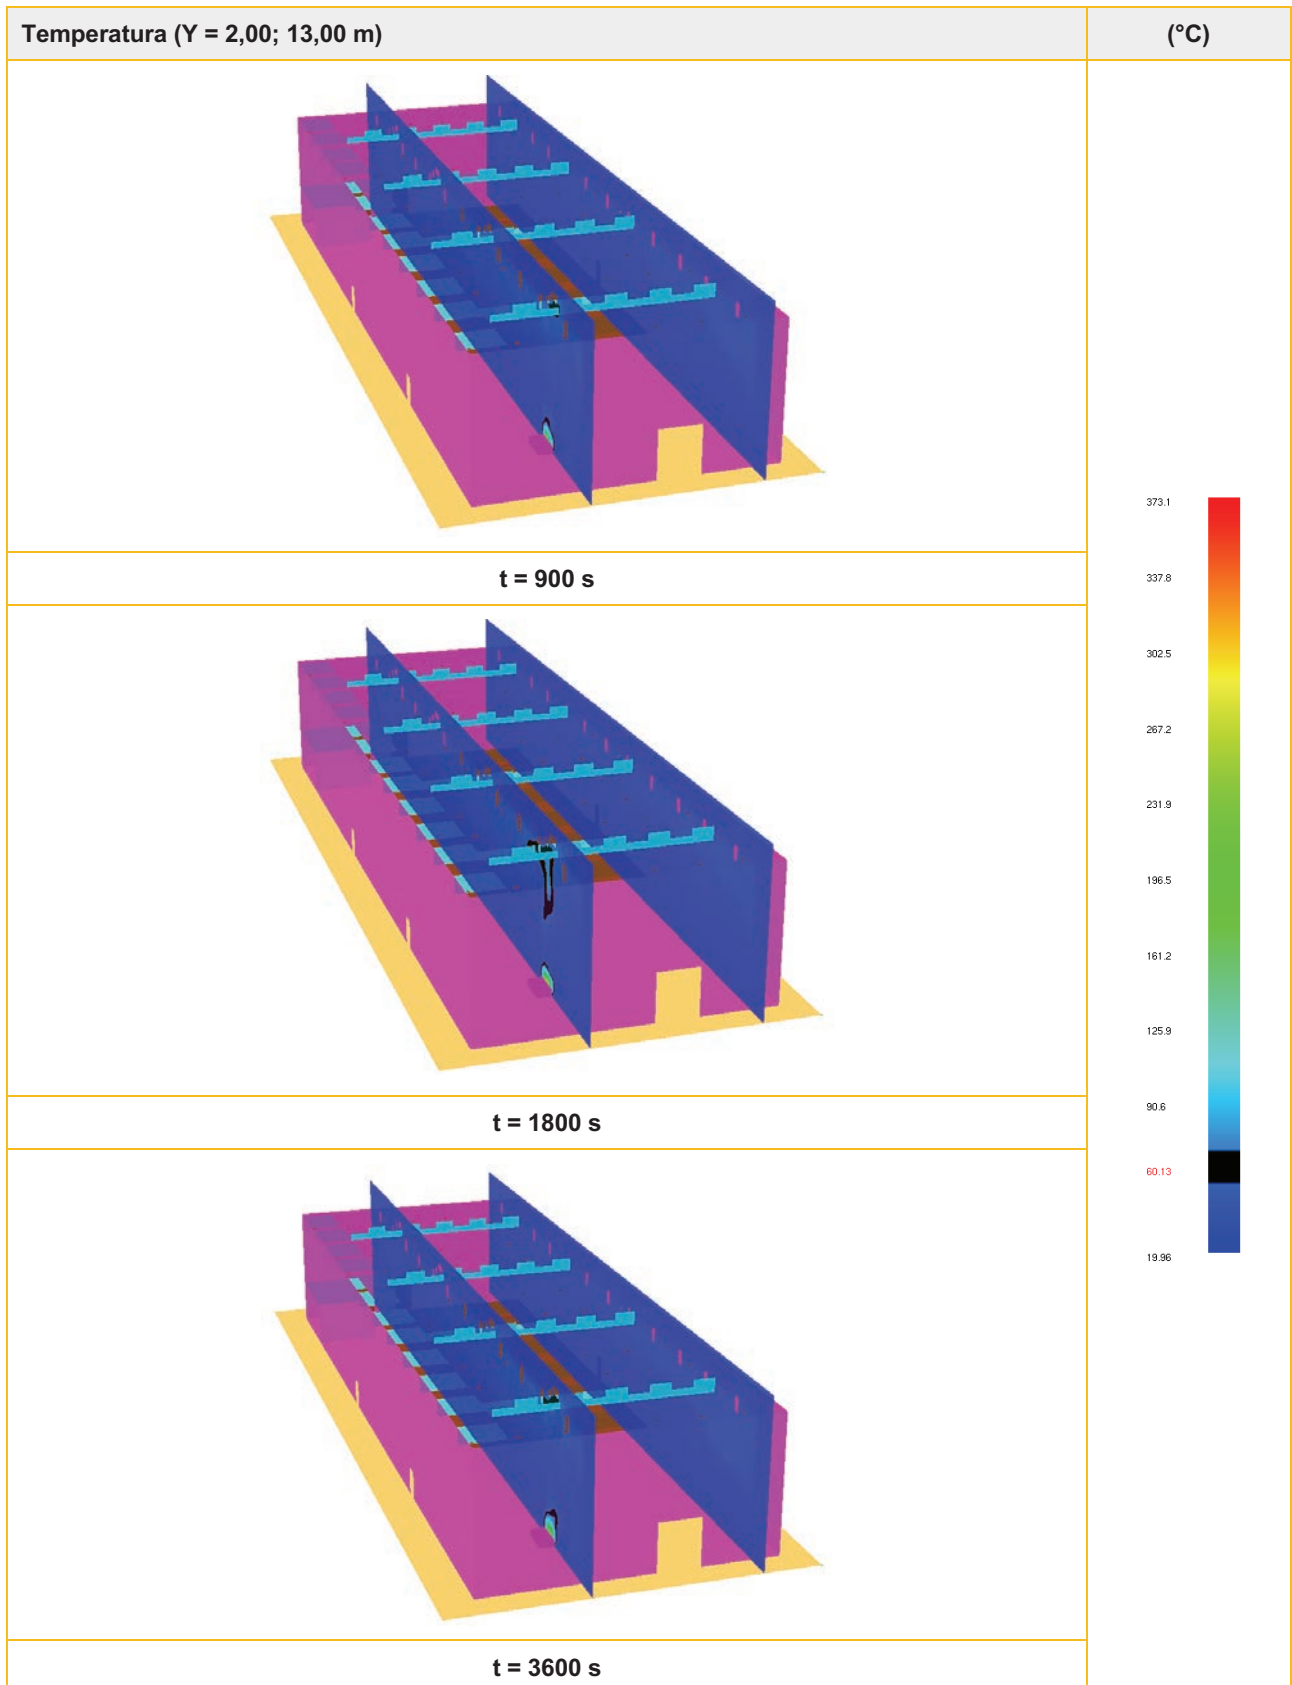 Temperatura (Y = 2,00; 13,00 m)
(°C)
t = 900 s
t = 1800 s
t = 3600 s
373.1
337.8
302.5
267.2
231.9
196.5
161.2
125.9
90.6
60.13
19.96